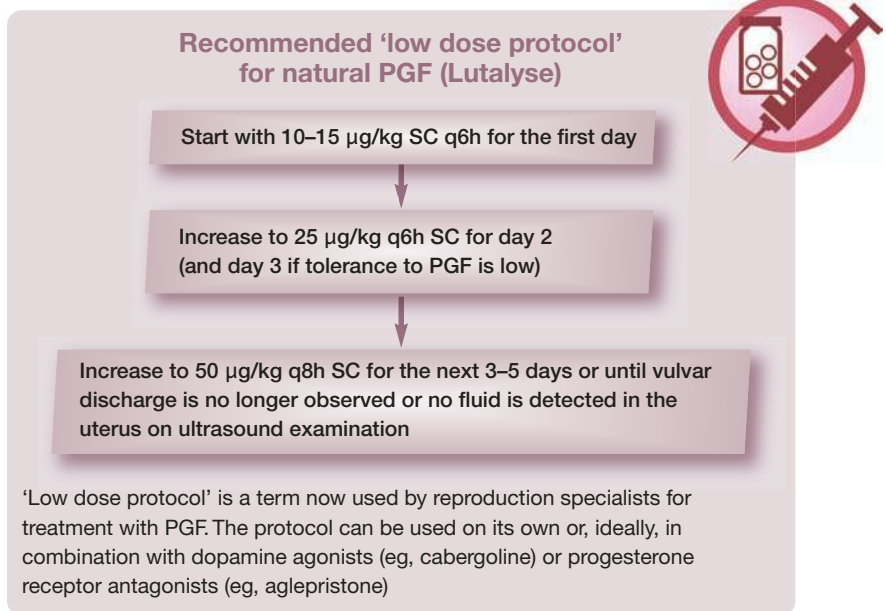 Recommended ‘low dose protocol’
for natural PGF (Lutalyse)
Start with 10–15 µg/kg SC q6h for the first day
Increase to 25 µg/kg q6h SC for day 2
(and day 3 if tolerance to PGF is low)
Increase to 50 µg/kg q8h SC for the next 3–5 days or until vulvar
discharge is no longer observed or no fluid is detected in the
uterus on ultrasound examination
‘Low dose protocol’ is a term now used by reproduction specialists for
treatment with PGF. The protocol can be used on its own or, ideally, in
combination with dopamine agonists (eg, cabergoline) or progesterone
receptor antagonists (eg, aglepristone)